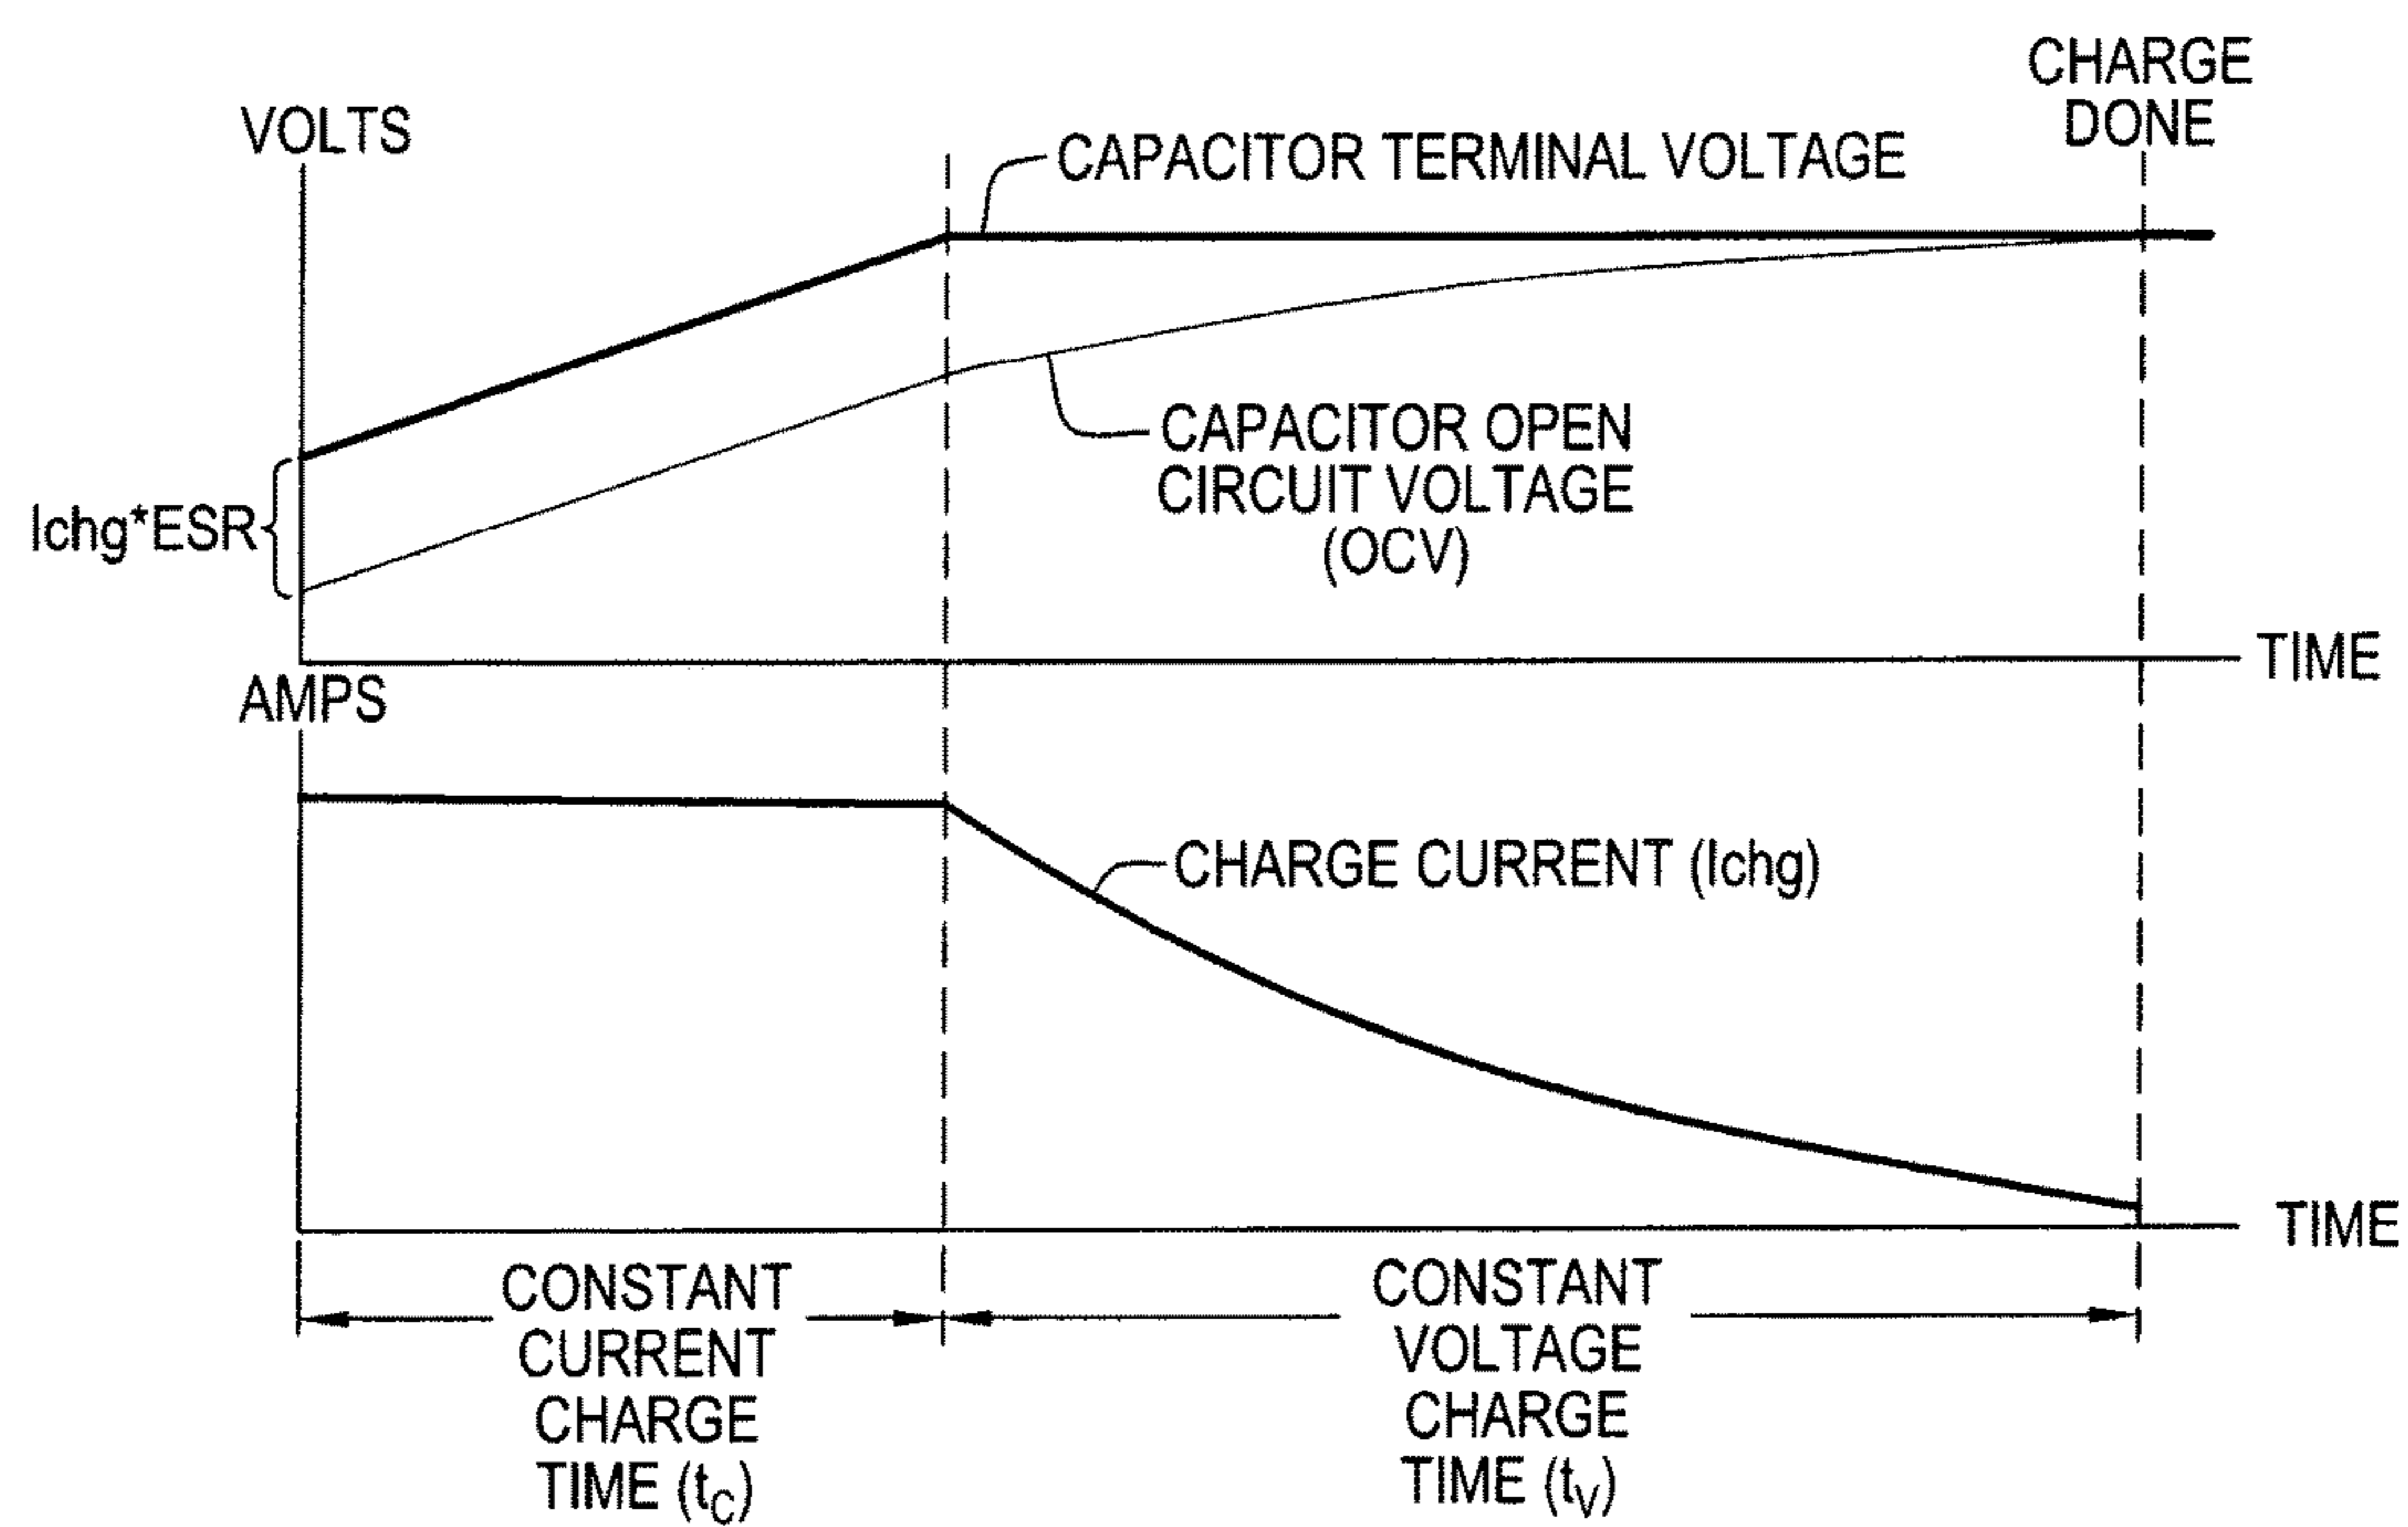 CHARGE
DONE
VOLTS
CAPACITOR TERMINAL VOLTAGE
CAPACITOR OPEN
CIRCUIT VOLTAGE
(OCV)
Ichg*ESR
TIME
AMPS
CHARGE CURRENT (Ichg)
TIME
CONSTANT
CURRENT
CHARGE
TIME (tC)
CONSTANT
VOLTAGE
CHARGE
TIME (tV)